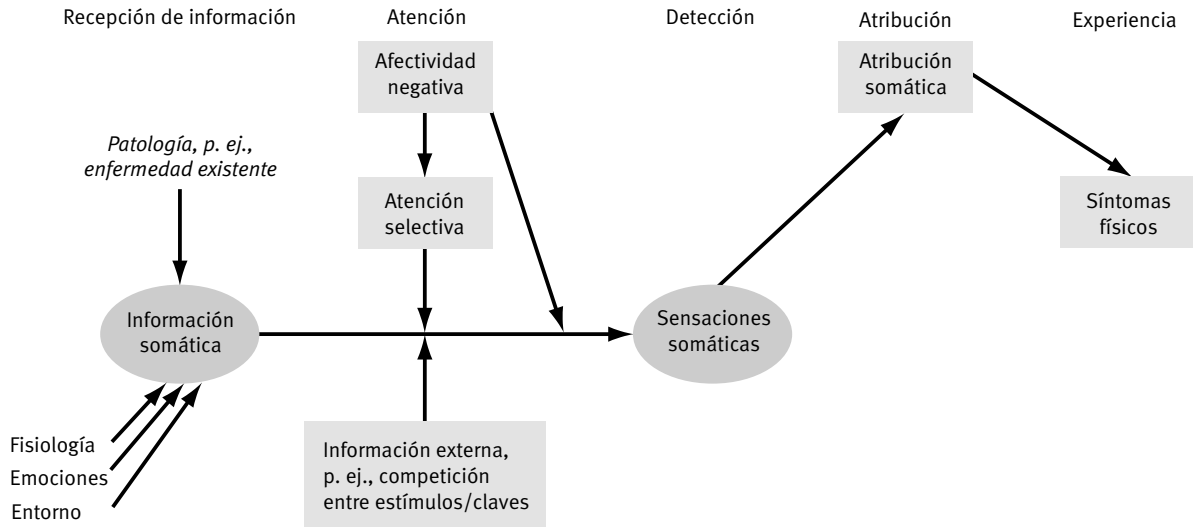 Recepción de información
Atención
Detección
Atribución
Experiencia
Afectividad
negativa
Atribución
somática
Patología, p. ej.,
enfermedad existente
Atención
selectiva
Síntomas
físicos
Información
somática
Sensaciones
somáticas
Fisiología
Emociones
Entorno
Información externa,
p. ej., competición
entre estímulos/claves